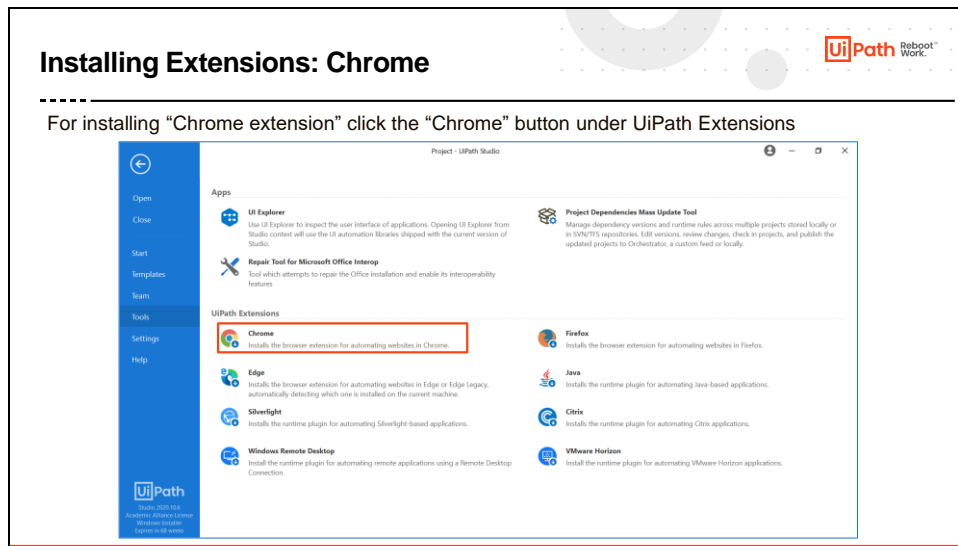 Installing Extensions: Chrome
UiPath Reboot™
Work.
For installing “Chrome extension” click the “Chrome” button under UiPath Extensions
Project - UiPath Studio
Open
Close
Start
Templates
Team
Tools
Settings
Help
Apps
UI Explorer
Use UI Explorer to inspect the user interface of applications. Opening UI Explorer from
Studio context will use the UI automation libraries shipped with the current version of
Studio.
Project Dependencies Mass Update Tool
Manage dependency versions and runtime rules across multiple projects stored locally or
in SVN/TFS repositories. Edit versions, review changes, check in projects, and publish the
updated projects to Orchestrator, a custom feed or locally.
Repair Tool for Microsoft Office Interop
Tool which attempts to repair the Office installation and enable its interoperability
features
UiPath Extensions
Chrome
Installs the browser extension for automating websites in Chrome.
Firefox
Installs the browser extension for automating websites in Firefox.
Edge
Installs the browser extension for automating websites in Edge or Edge Legacy,
automatically detecting which one is installed on the current machine.
Java
Installs the runtime plugin for automating Java-based applications.
Silverlight
Installs the runtime plugin for automating Silverlight-based applications.
Citrix
Installs the runtime plugin for automating Citrix applications.
Windows Remote Desktop
Install the runtime plugin for automating remote applications using a Remote Desktop
Connection.
VMware Horizon
Install the runtime plugin for automating VMware Horizon applications.
UiPath
Studio 2020.10.6
Academic Alliance License
Windows Installer
Expires in 60 weeks